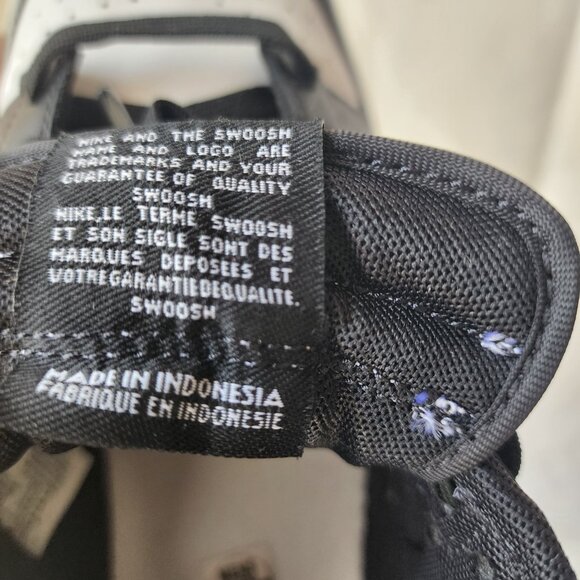 NIKE AND THE SWOOSH
NAME AND LOGO ARE
TRADEMARKS AND YOUR
GUARANTEE OF QUALITY
SWOOSH
NIKE, LE TERME SWOOSH
ET SON SIGLE SONT DES
MARQUES DEPOSEES ET
VOTREGARANTIEDEQUALITE.
SWOOSH
MADE IN INDONESIA
FABRIQUE EN INDONESIE